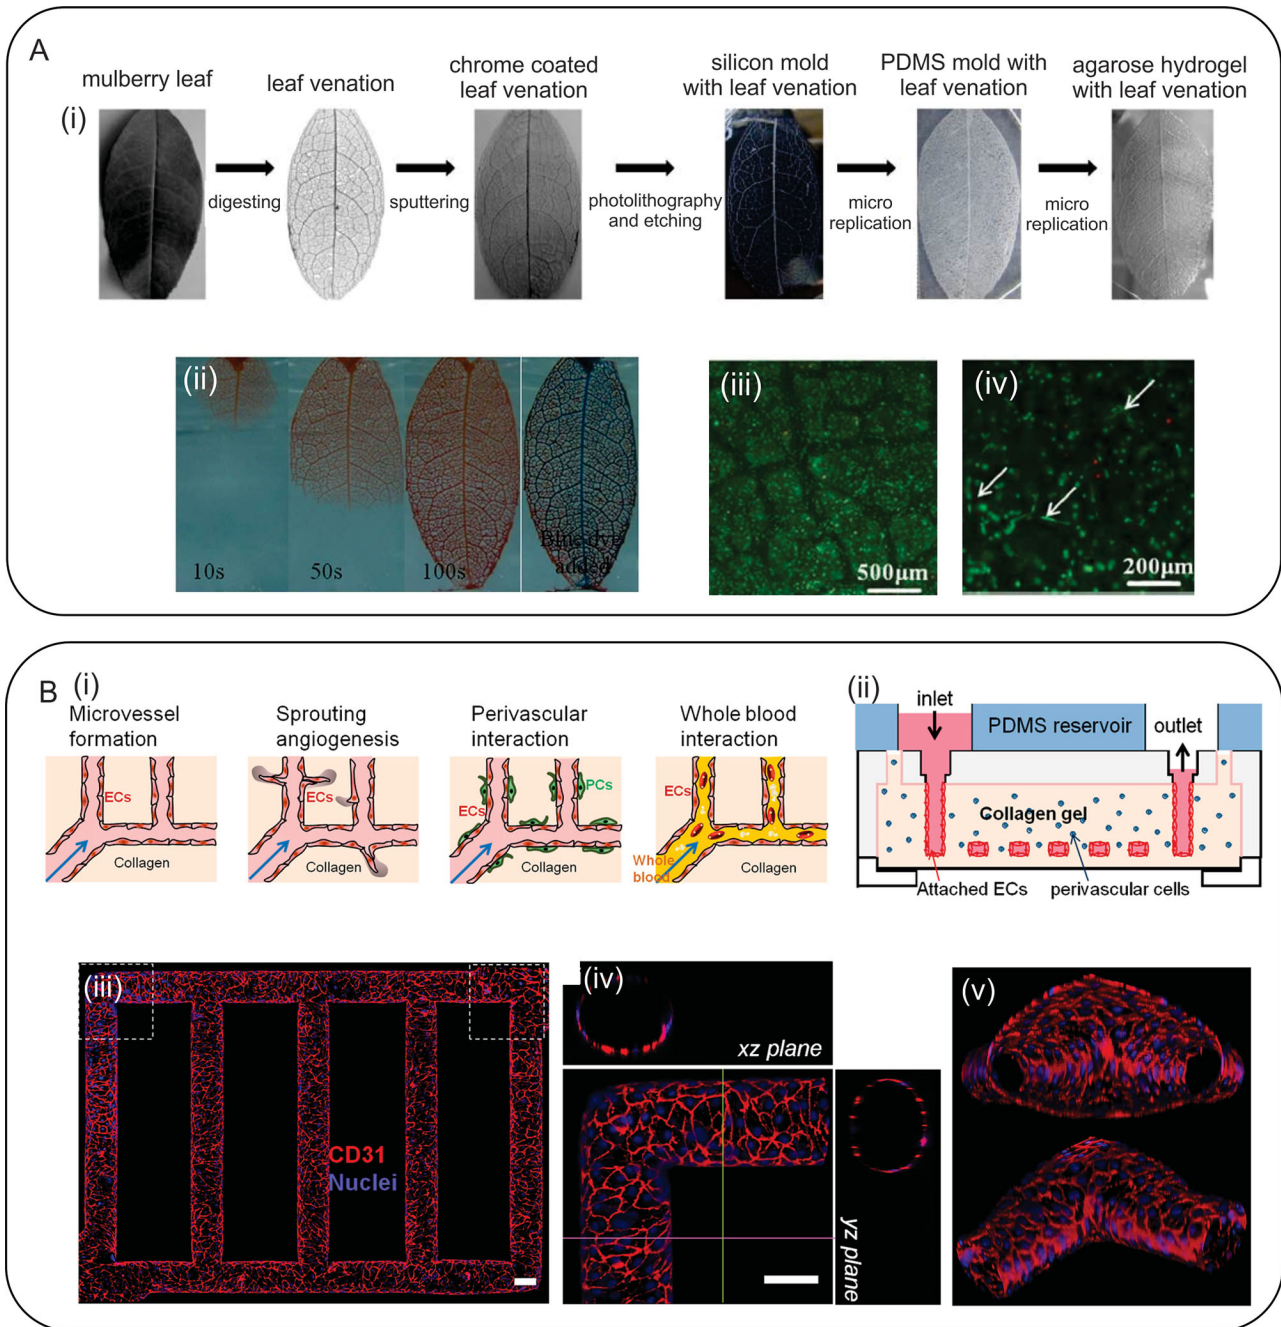 A
mulberry leaf
leaf venation
chrome coated
leaf venation
silicon mold
with leaf venation
PDMS mold with
leaf venation
agarose hydrogel
with leaf venation
(i)
digesting
sputtering
photolithography
and etching
micro
replication
micro
replication
(ii)
10s
50s
100s
Blue dye
added
(iii)
500μm
(iv)
200μm
B
(i)
Microvessel
formation
ECs
Collagen
Sprouting
angiogenesis
ECs
Collagen
Perivascular
interaction
PCs
ECs
Collagen
Whole blood
interaction
ECs
Whole
blood
Collagen
(ii)
inlet
PDMS reservoir
outlet
Collagen gel
Attached ECs
perivascular cells
(iii)
CD31
Nuclei
(iv)
xz plane
yz plane
(v)